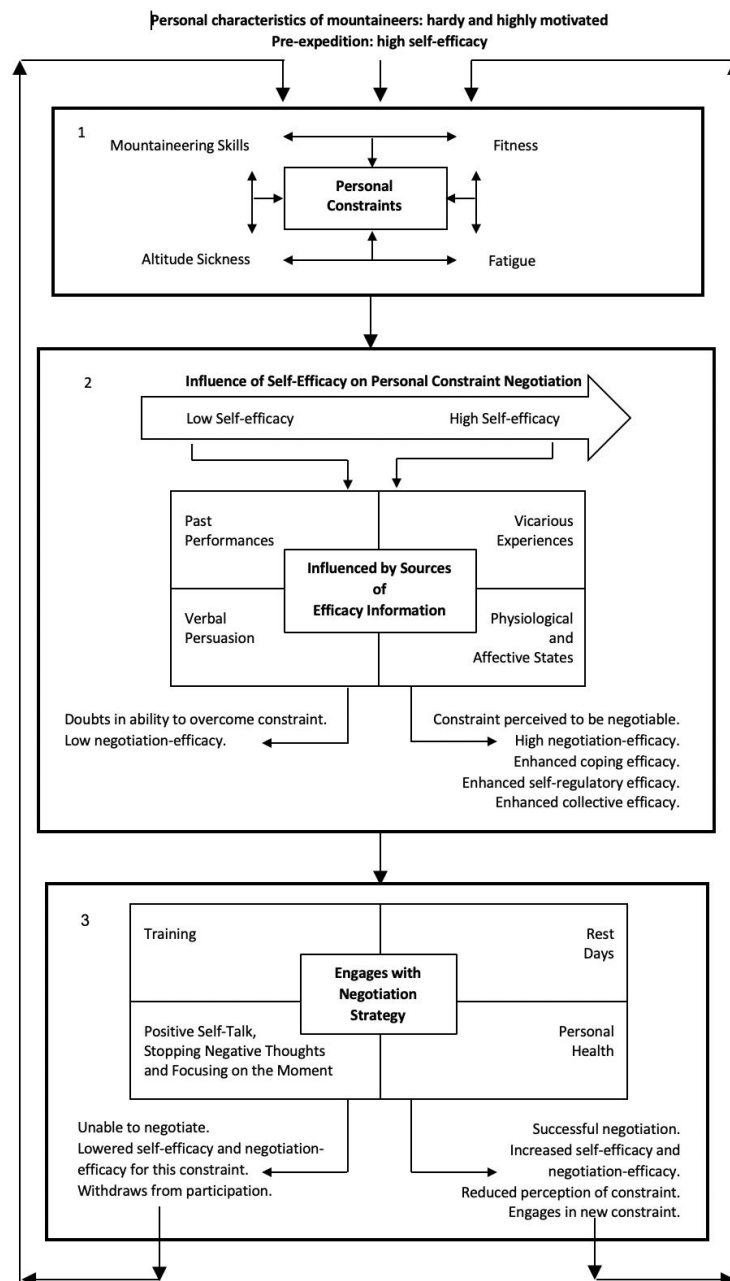 Personal characteristics of mountaineers: hardy and highly motivated
Pre-expedition: high self-efficacy
1
Mountaineering Skills
Fitness
Personal
Constraints
Altitude Sickness
Fatigue
2
Influence of Self-Efficacy on Personal Constraint Negotiation
Low Self-efficacy
High Self-efficacy
Past
Performances
Vicarious
Experiences
Influenced by Sources
of
Efficacy Information
Verbal
Persuasion
Physiological
and
Affective States
Doubts in ability to overcome constraint.
Low negotiation-efficacy.
Constraint perceived to be negotiable.
High negotiation-efficacy.
Enhanced coping efficacy.
Enhanced self-regulatory efficacy.
Enhanced collective efficacy.
3
Training
Rest
Days
Engages with
Negotiation
Strategy
Positive Self-Talk,
Stopping Negative Thoughts
and Focusing on the Moment
Personal
Health
Unable to negotiate.
Lowered self-efficacy and negotiation-
efficacy for this constraint.
Withdraws from participation.
Successful negotiation.
Increased self-efficacy and
negotiation-efficacy.
Reduced perception of constraint.
Engages in new constraint.